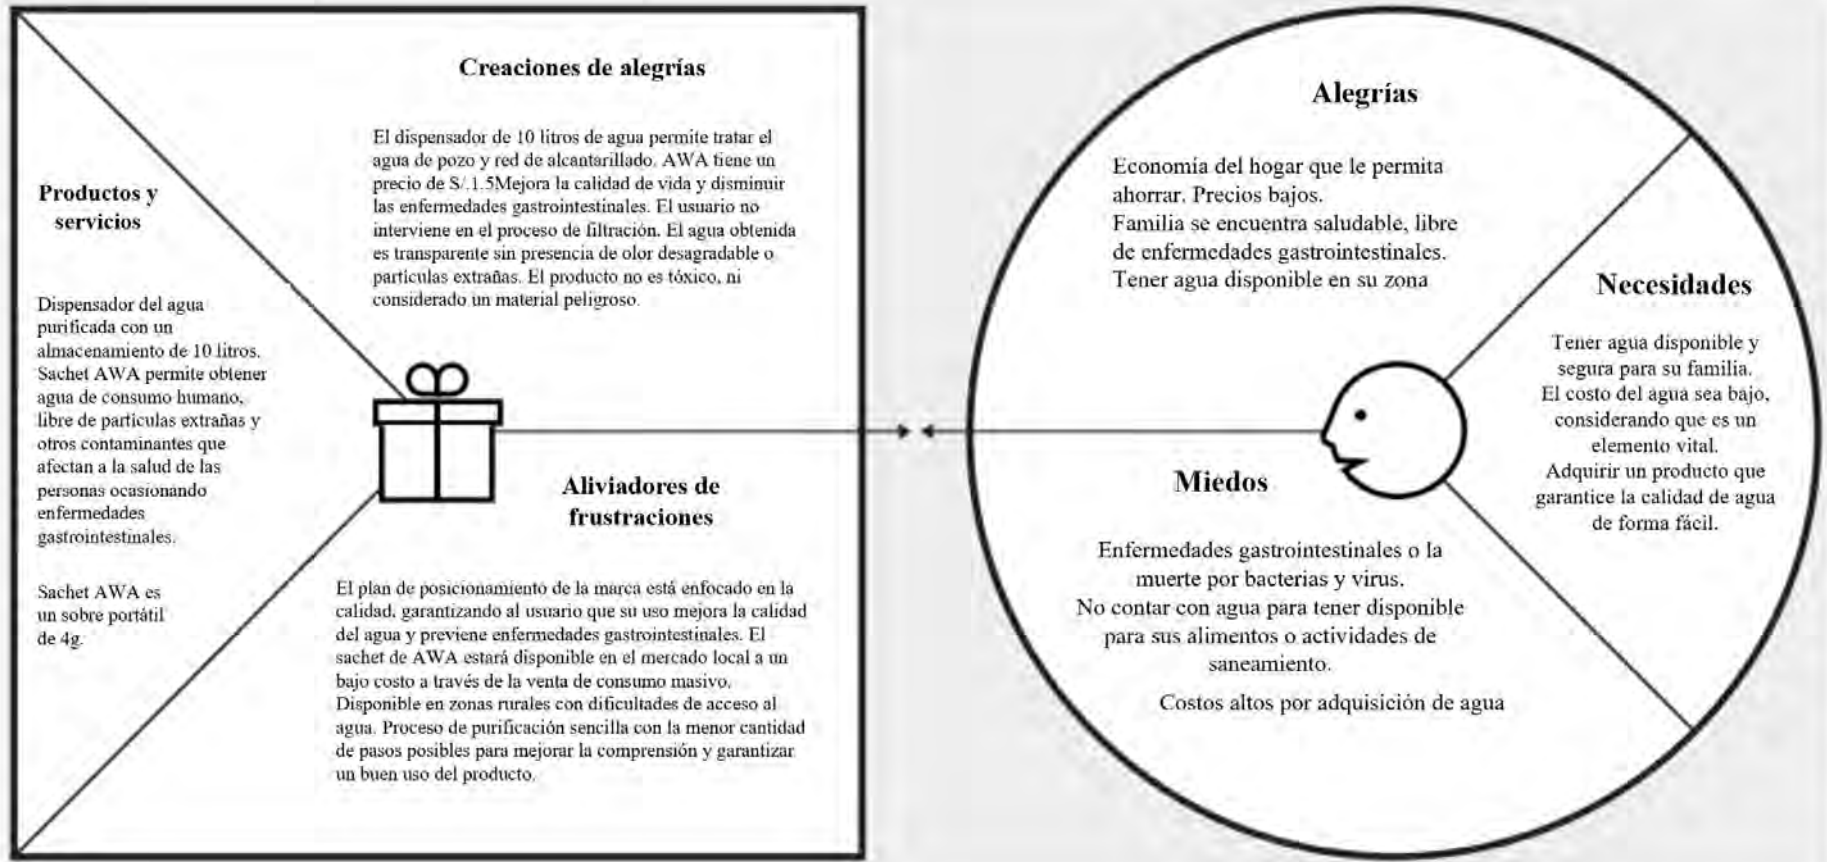 Creaciones de alegrías
El dispensador de 10 litros de agua permite tratar el
agua de pozo y red de alcantarillado. AWA tiene un
precio de S/.1.5Mejora la calidad de vida y disminuir
las enfermedades gastrointestinales. El usuario no
interviene en el proceso de filtración. El agua obtenida
es transparente sin presencia de olor desagradable o
partículas extrañas. El producto no es tóxico, ni
considerado un material peligroso.
Productos y
servicios
Dispensador del agua
purificada con un
almacenamiento de 10 litros.
Sachet AWA permite obtener
agua de consumo humano,
libre de partículas extrañas y
otros contaminantes que
afectan a la salud de las
personas ocasionando
enfermedades
gastrointestinales.
Sachet AWA es
un sobre portátil
de 4g.
Aliviadores de
frustraciones
El plan de posicionamiento de la marca está enfocado en la
calidad, garantizando al usuario que su uso mejora la calidad
del agua y previene enfermedades gastrointestinales. El
sachet de AWA estará disponible en el mercado local a un
bajo costo a través de la venta de consumo masivo.
Disponible en zonas rurales con dificultades de acceso al
agua. Proceso de purificación sencilla con la menor cantidad
de pasos posibles para mejorar la comprensión y garantizar
un buen uso del producto.
Alegrías
Economía del hogar que le permita
ahorrar. Precios bajos.
Familia se encuentra saludable, libre
de enfermedades gastrointestinales.
Tener agua disponible en su zona
Necesidades
Tener agua disponible y
segura para su familia.
El costo del agua sea bajo,
considerando que es un
elemento vital.
Adquirir un producto que
garantice la calidad de agua
de forma fácil.
Miedos
Enfermedades gastrointestinales o la
muerte por bacterias y virus.
No contar con agua para tener disponible
para sus alimentos o actividades de
saneamiento.
Costos altos por adquisición de agua